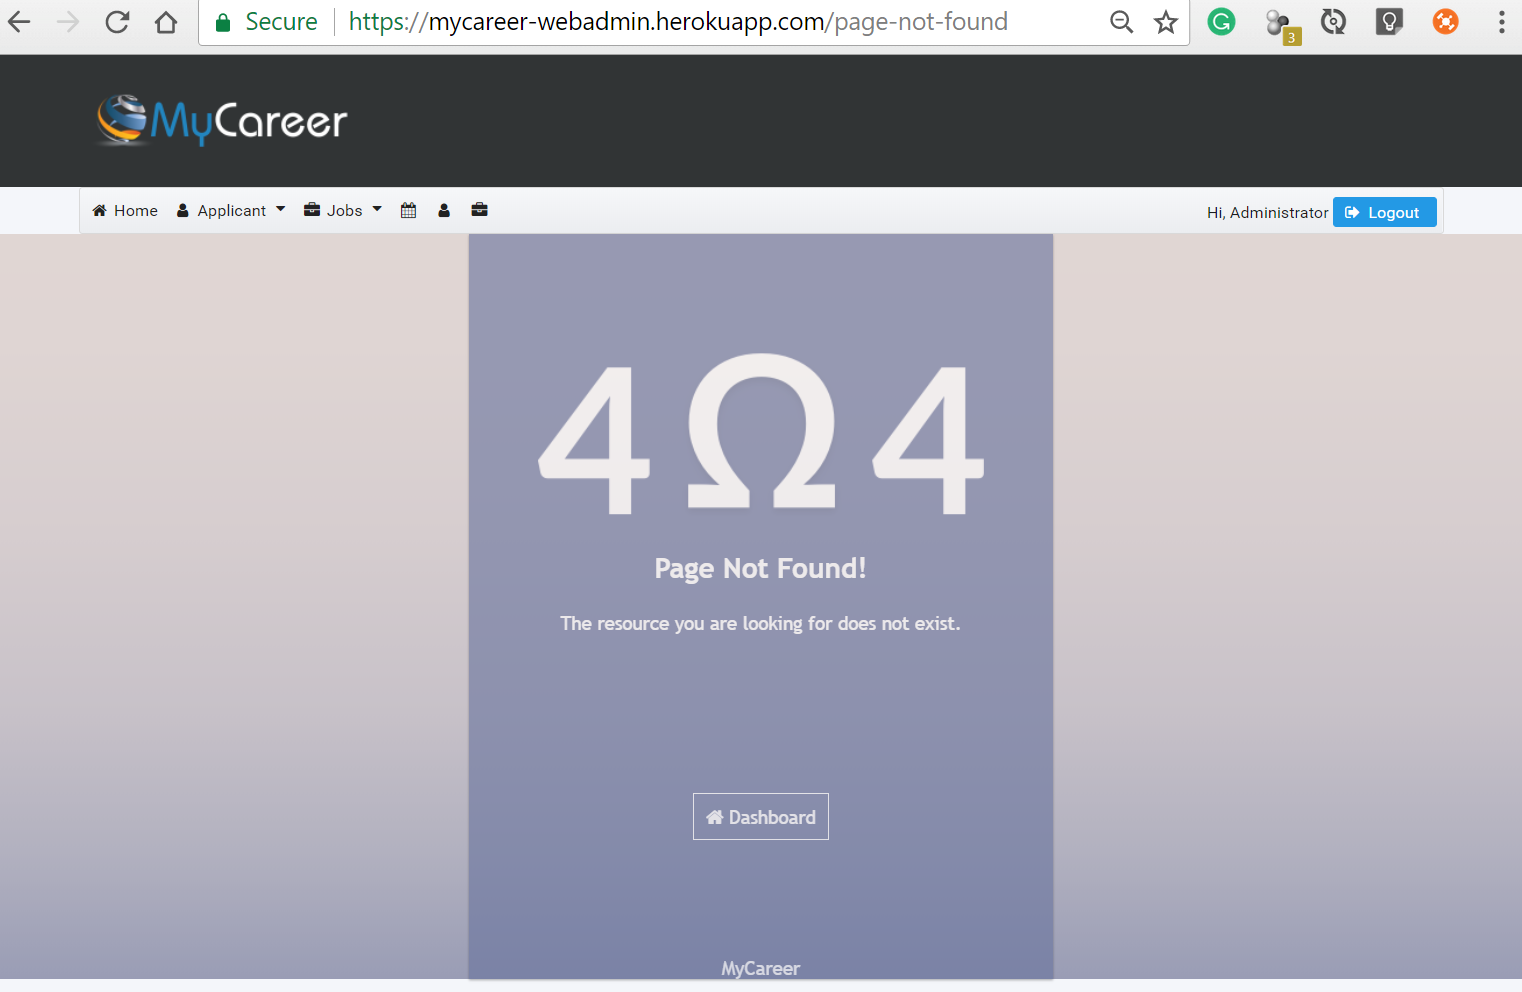 Secure https://mycareer-webadmin.herokuapp.com/page-not-found
3
MyCareer
Home Applicant Jobs
Hi, Administrator Logout
4Ω4
Page Not Found!
The resource you are looking for does not exist.
Dashboard
MyCareer